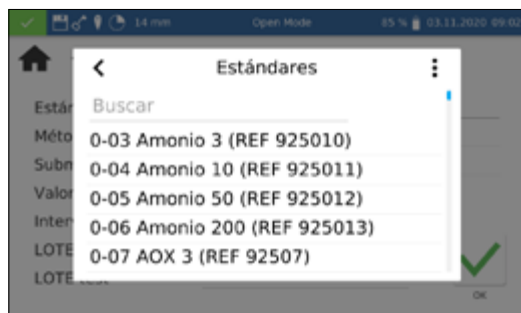 14 mm Open Mode 85 % 03.11.2020 09:02
Estándares
Buscar
0-03 Amonio 3 (REF 925010)
0-04 Amonio 10 (REF 925011)
0-05 Amonio 50 (REF 925012)
0-06 Amonio 200 (REF 925013)
0-07 AOX 3 (REF 92507)
Están
Méto
Subn
Valor
Inter
LOTE
LOTE test
OK